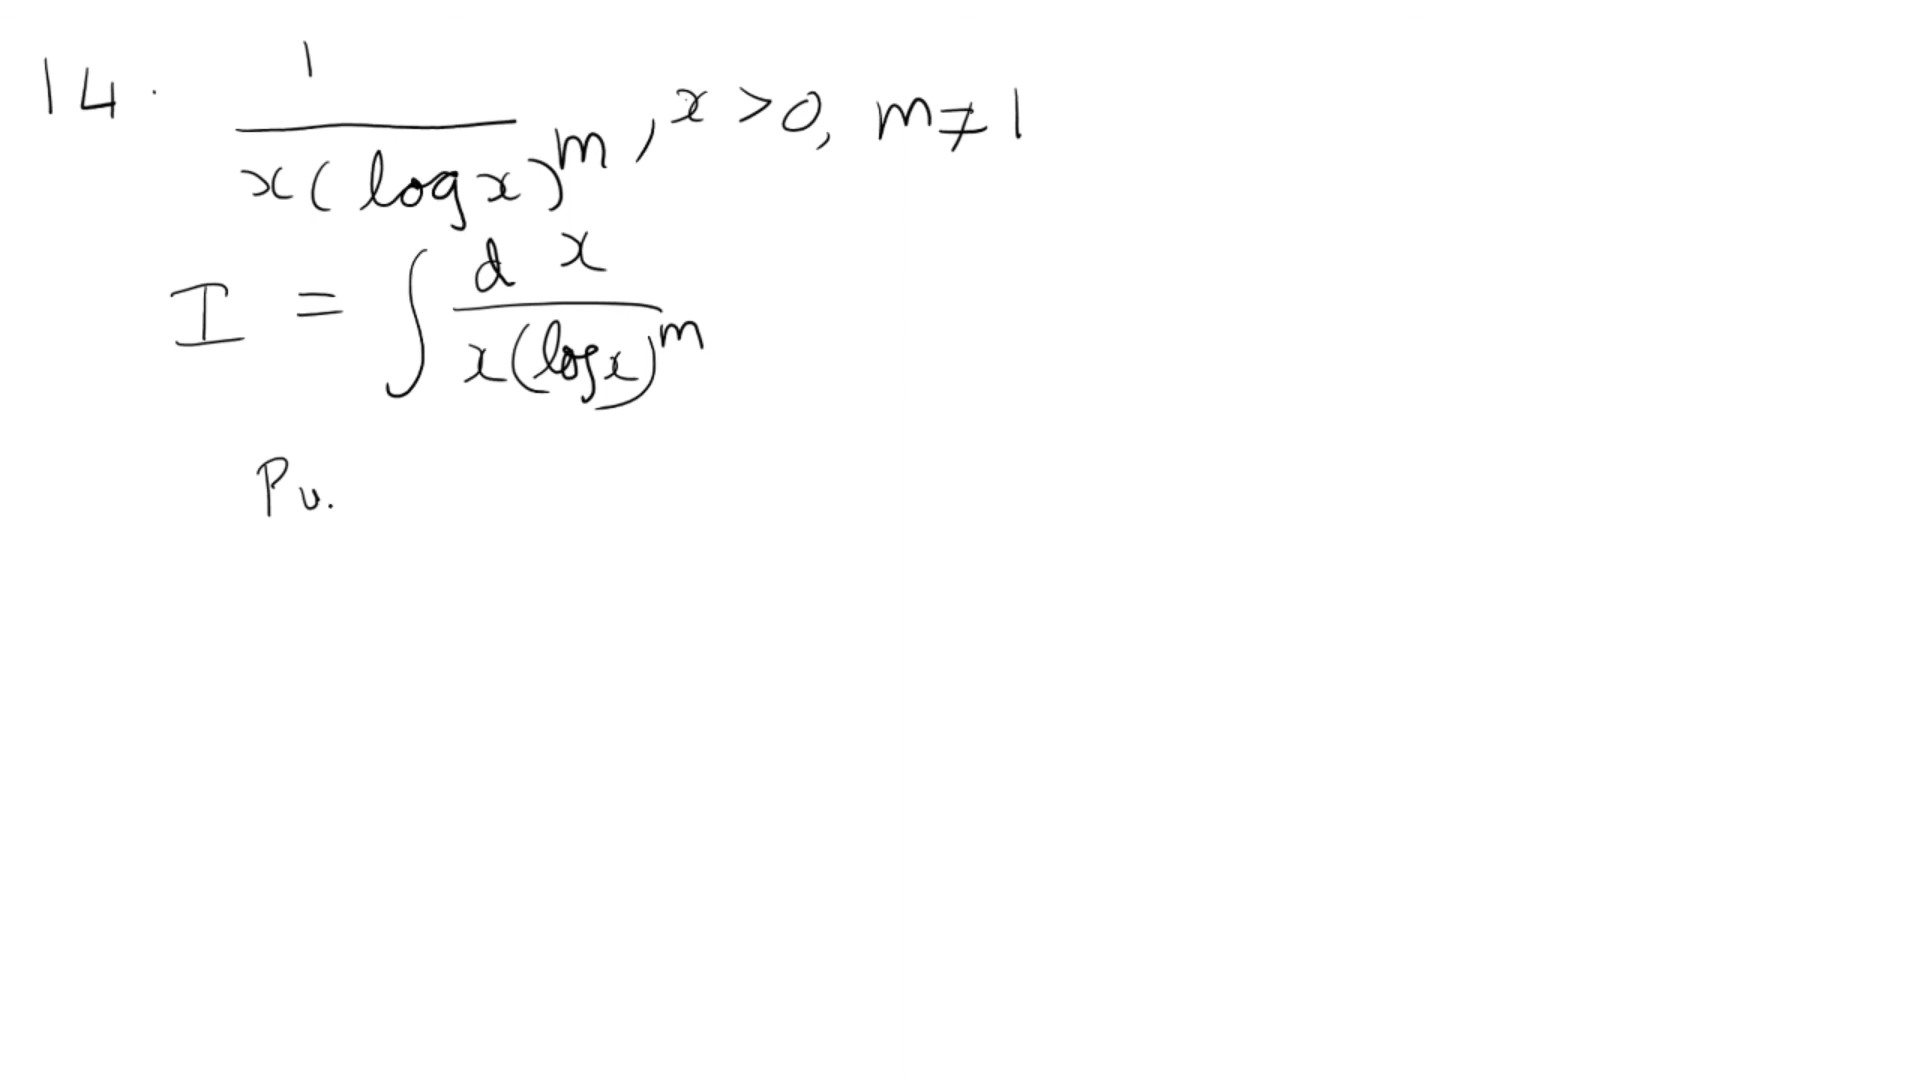 14. 1/(x(log x)^m), x > 0, m ≠ 1
I = ∫ dx/(x(log x)^m)
Pu.